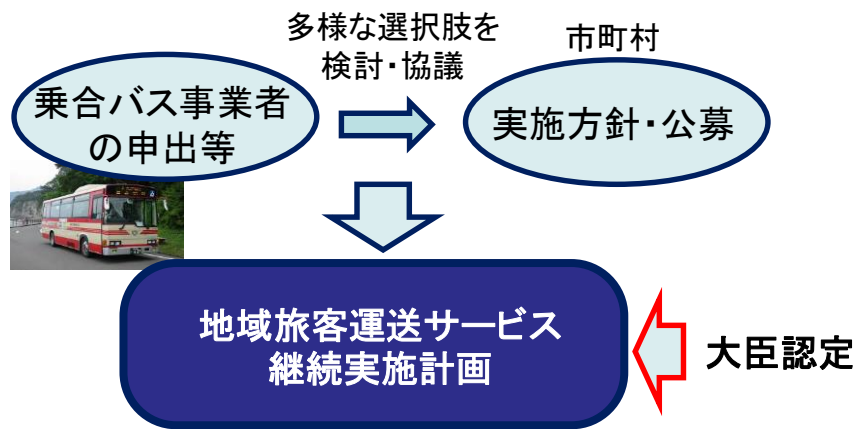 多様な選択肢を
検討・協議
市町村
乗合バス事業者
の申出等
実施方針・公募
地域旅客運送サービス
継続実施計画
大臣認定